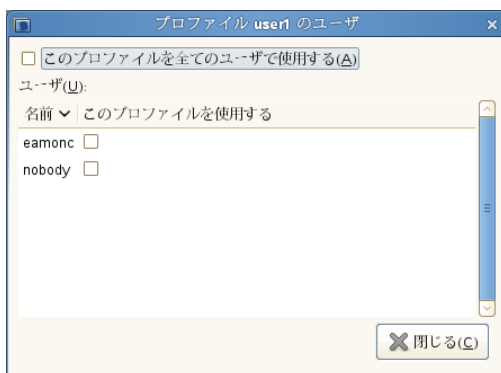 プロファイル user1 のユーザ
このプロファイルを全てのユーザで使用する(A)
ユーザ(U):
名前 このプロファイルを使用する
eamonc
nobody
閉じる(C)